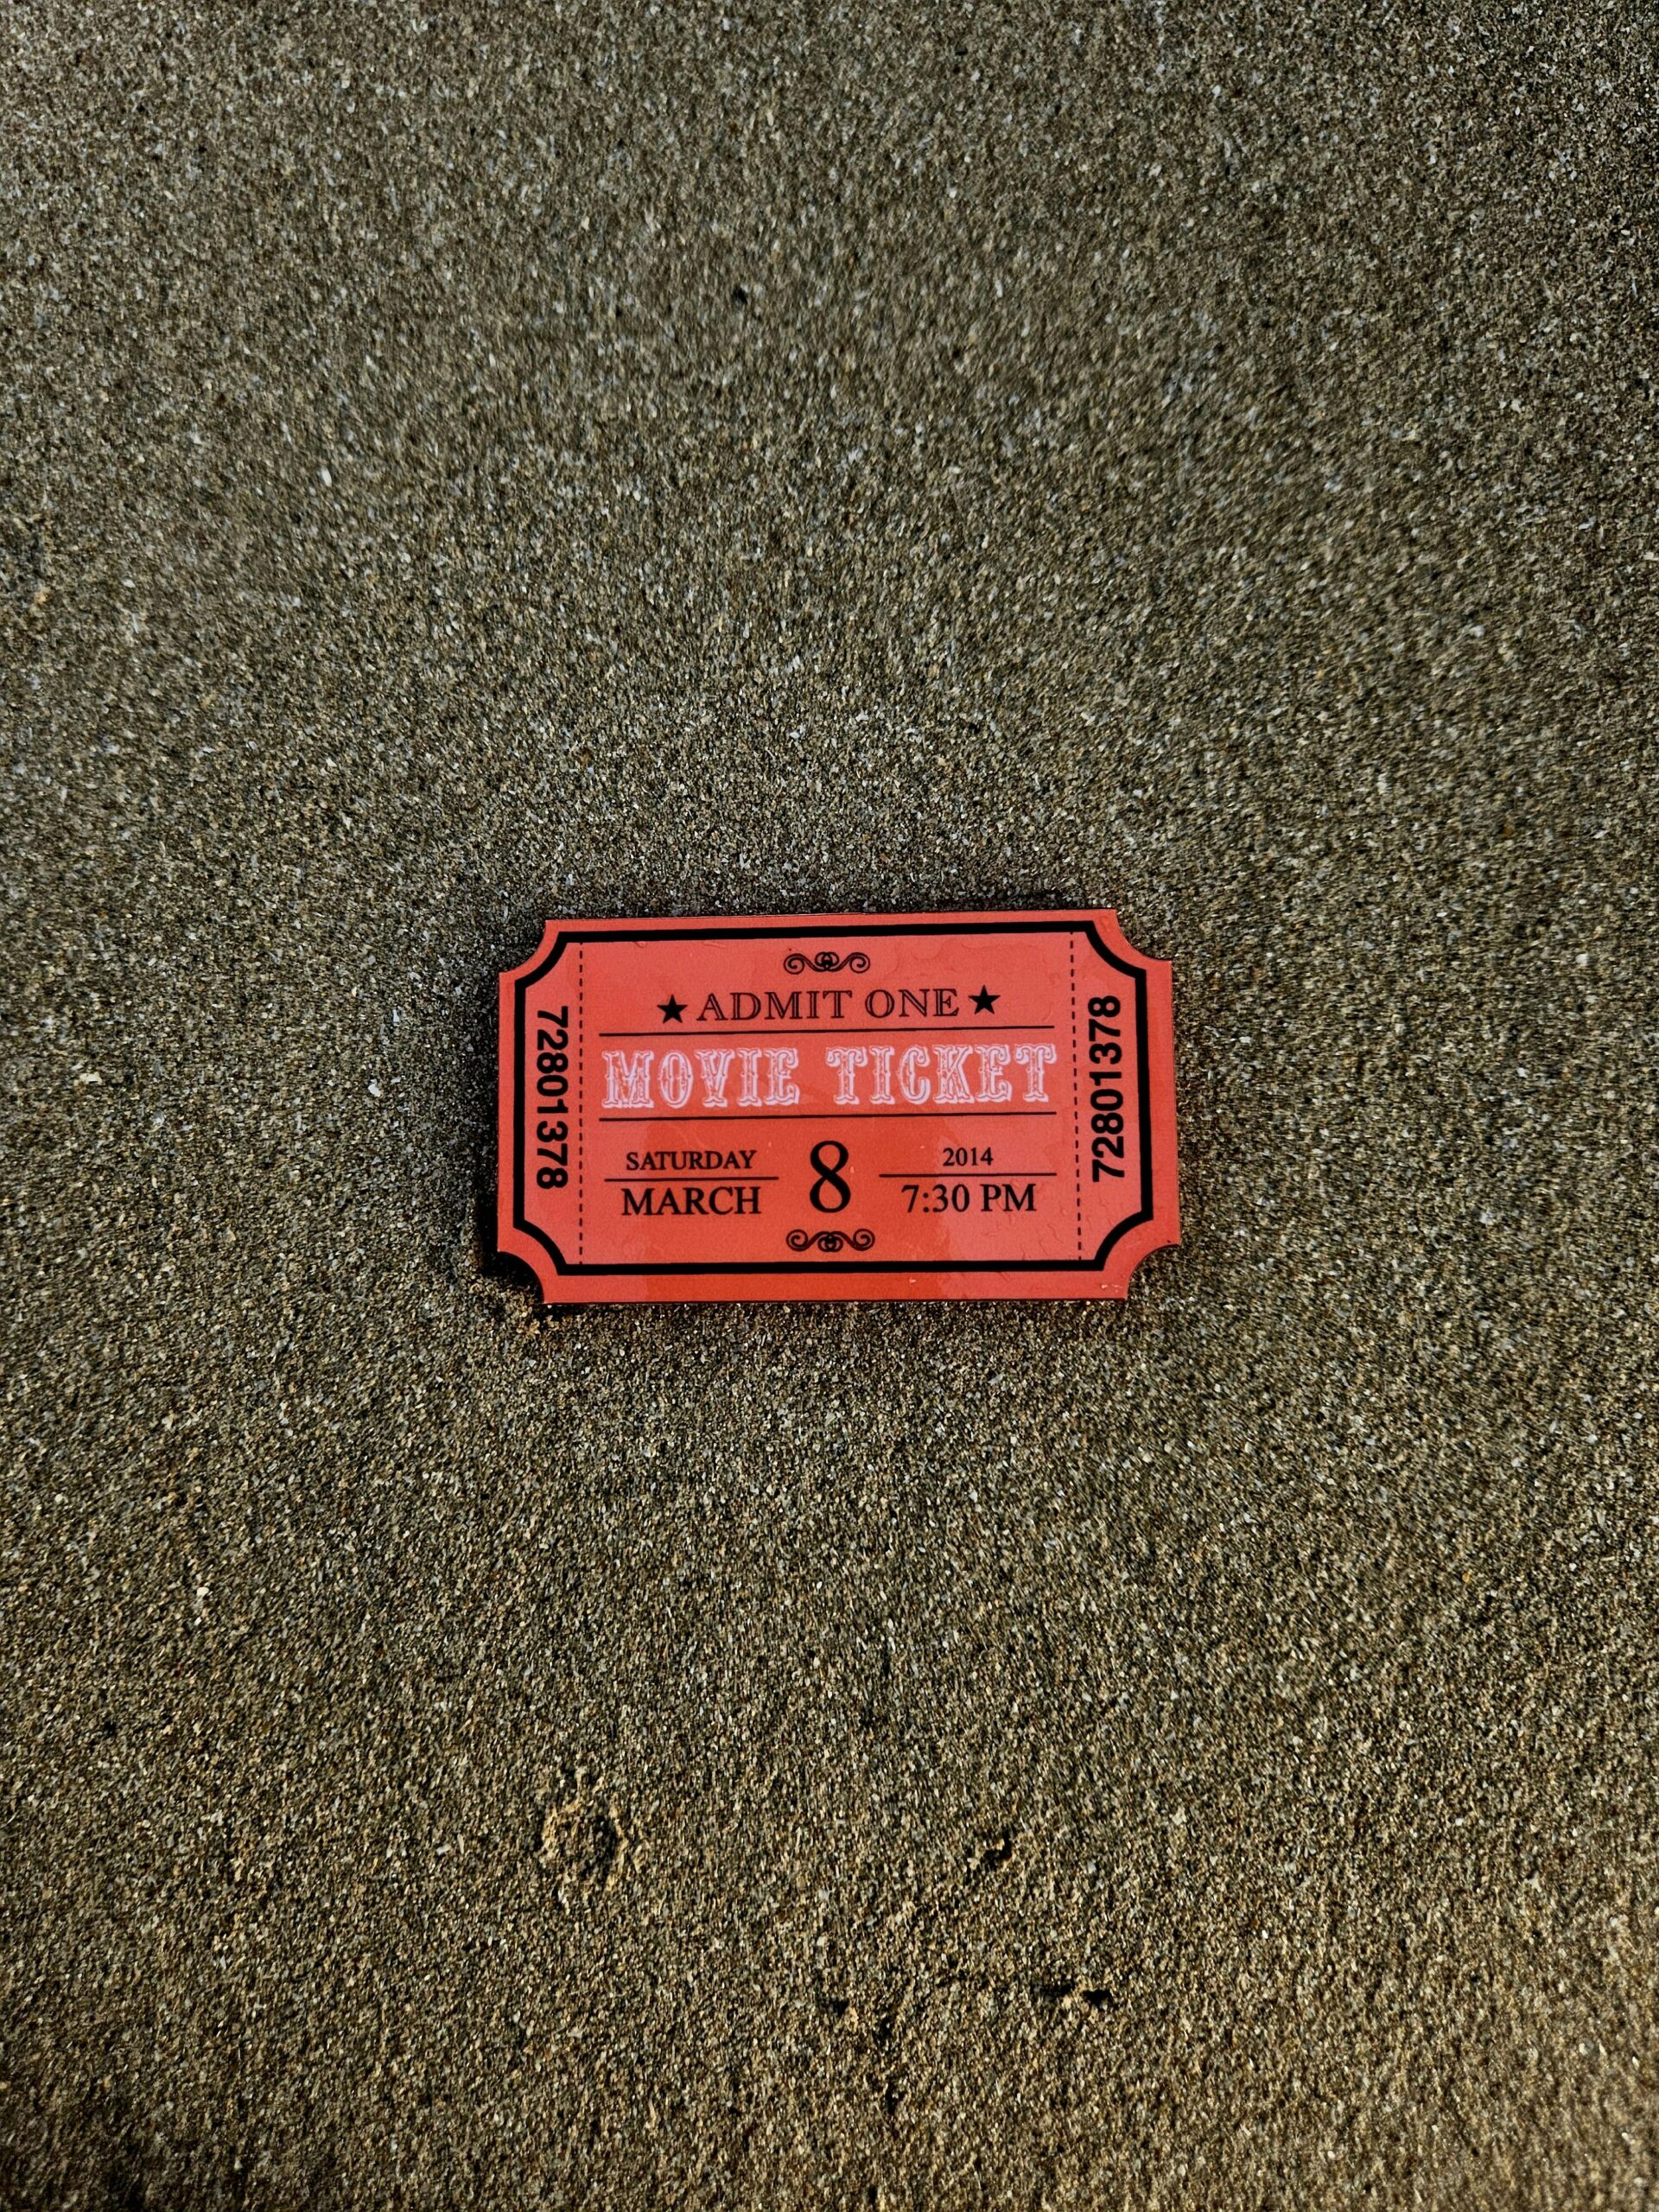 ★ ADMIT ONE ★
MOVIE TICKET
SATURDAY
MARCH
8
2014
7:30 PM
72801378
72801378